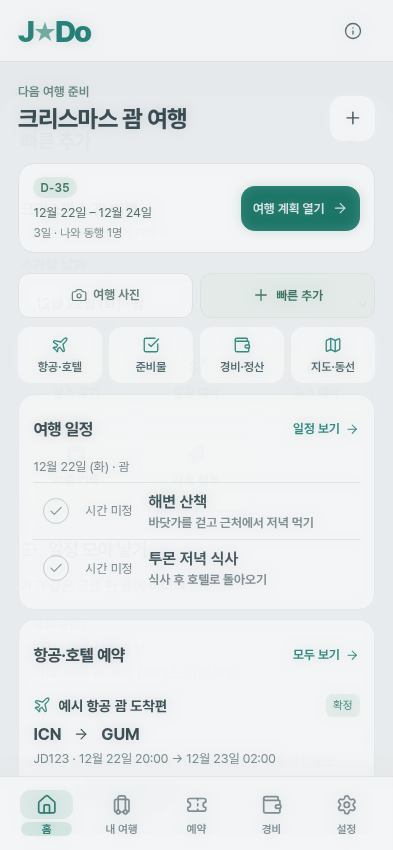 J★Do
다음 여행 준비
크리스마스 괌 여행
D-35
12월 22일 – 12월 24일
3일 · 나와 동행 1명
여행 계획 열기 →
여행 사진
빠른 추가
항공·호텔
준비물
경비·정산
지도·동선
여행 일정
일정 보기 →
12월 22일 (화) · 괌
시간 미정
해변 산책
바닷가를 걷고 근처에서 저녁 먹기
시간 미정
투몬 저녁 식사
식사 후 호텔로 돌아오기
항공·호텔 예약
모두 보기 →
예시 항공 괌 도착편
확정
ICN → GUM
JD123 · 12월 22일 20:00 → 12월 23일 02:00
홈
내 여행
예약
경비
설정